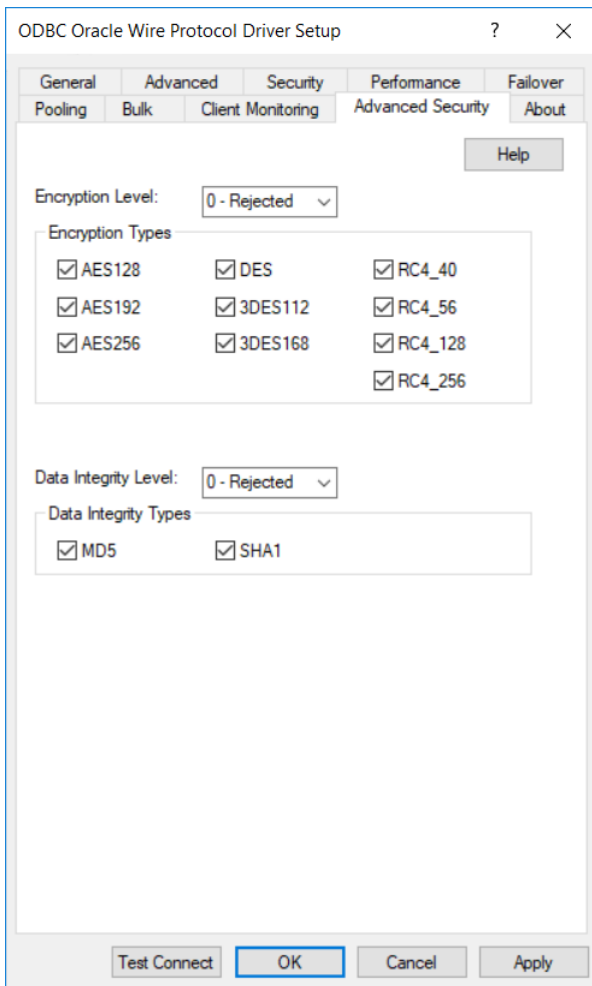 ODBC Oracle Wire Protocol Driver Setup ?
General Advanced Security Performance Failover
Pooling Bulk Client Monitoring Advanced Security About
Help
Encryption Level: 0 - Rejected
Encryption Types
AES128 DES RC4_40
AES192 3DES112 RC4_56
AES256 3DES168 RC4_128
RC4_256
Data Integrity Level: 0 - Rejected
Data Integrity Types
MD5 SHA1
Test Connect OK Cancel Apply